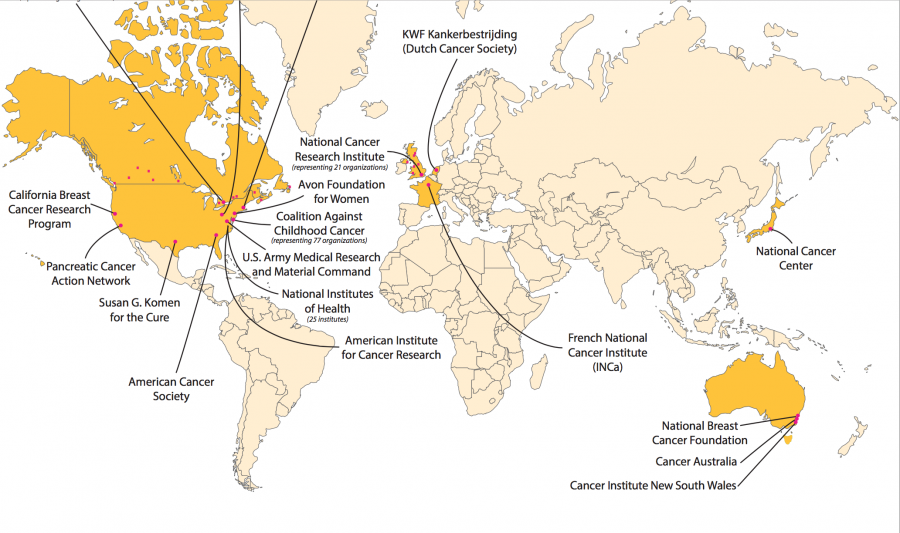 KWF Kankerbestrijding
(Dutch Cancer Society)
National Cancer
Research Institute
(representing 21 organizations)
Avon Foundation
for Women
California Breast
Cancer Research
Program
Coalition Against
Childhood Cancer
(representing 77 organizations)
U.S. Army Medical Research
and Material Command
National Cancer
Center
Pancreatic Cancer
Action Network
National Institutes
of Health
(25 institutes)
Susan G. Komen
for the Cure
American Institute
for Cancer Research
French National
Cancer Institute
(INCa)
American Cancer
Society
National Breast
Cancer Foundation
Cancer Australia
Cancer Institute New South Wales